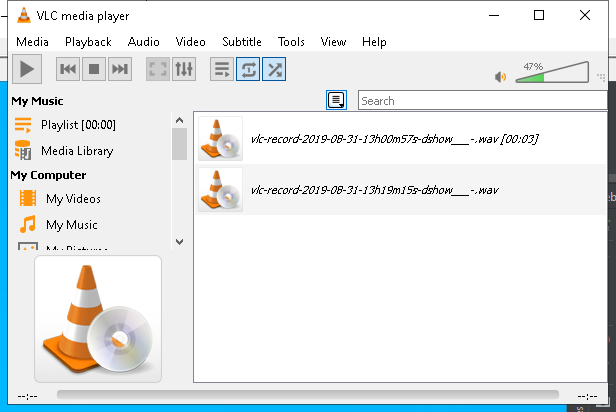 VLC media player
Media Playback Audio Video Subtitle Tools View Help
47%
My Music
Playlist [00:00]
Media Library
My Computer
My Videos
My Music
My Pictures
Search
vlc-record-2019-08-31-13h00m57s-dshow___-.wav [00:03]
vlc-record-2019-08-31-13h19m15s-dshow___-.wav
--:-- --:--